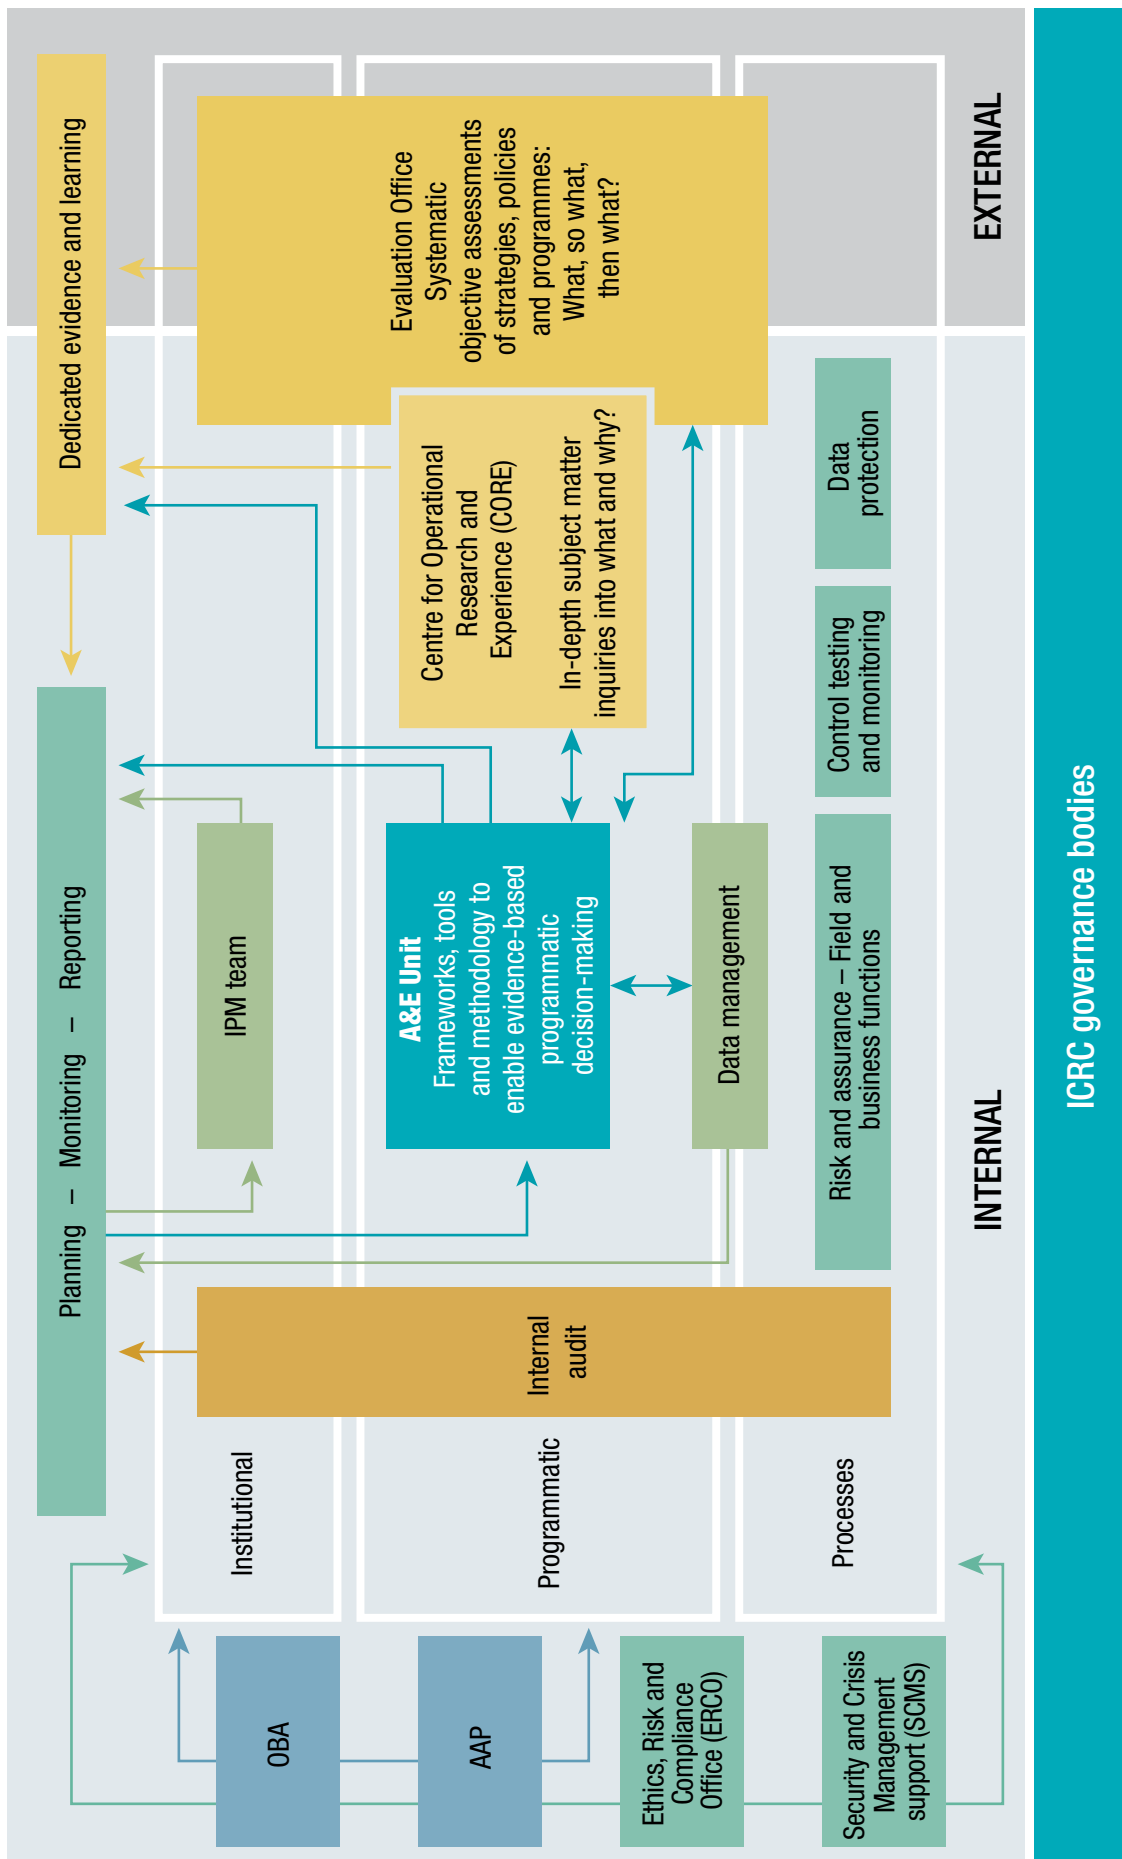 Planning – Monitoring – Reporting
Dedicated evidence and learning
OBA
AAP
Ethics, Risk and
Compliance
Office (ERCO)
Security and Crisis
Management
support (SCMS)
Institutional
Programmatic
Processes
Internal
audit
IPM team
A&E Unit
Frameworks, tools
and methodology to
enable evidence-based
programmatic
decision-making
Data management
Centre for Operational
Research and
Experience (CORE)
In-depth subject matter
inquiries into what and why?
Evaluation Office
Systematic
objective assessments
of strategies, policies
and programmes:
What, so what,
then what?
Risk and assurance – Field and
business functions
Control testing
and monitoring
Data
protection
INTERNAL
EXTERNAL
ICRC governance bodies